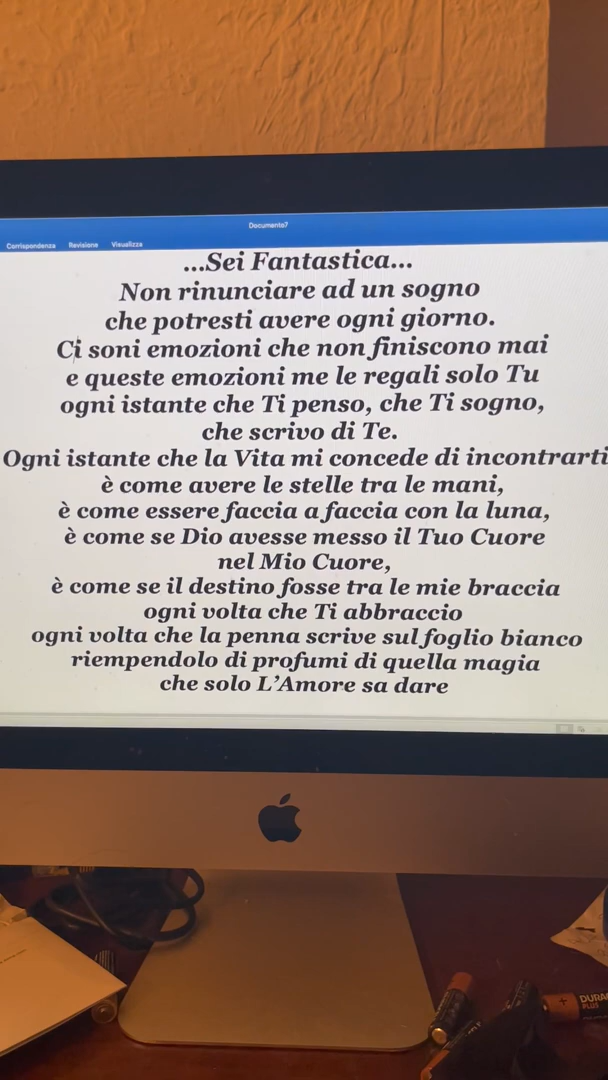 Documento7
Corrispondenza Revisione Visualizza
...Sei Fantastica...
Non rinunciare ad un sogno
che potresti avere ogni giorno.
Ci soni emozioni che non finiscono mai
e queste emozioni me le regali solo Tu
ogni istante che Ti penso, che Ti sogno,
che scrivo di Te.
Ogni istante che la Vita mi concede di incontrarti
è come avere le stelle tra le mani,
è come essere faccia a faccia con la luna,
è come se Dio avesse messo il Tuo Cuore
nel Mio Cuore,
è come se il destino fosse tra le mie braccia
ogni volta che Ti abbraccio
ogni volta che la penna scrive sul foglio bianco
riempendolo di profumi di quella magia
che solo L'Amore sa dare
PLUS